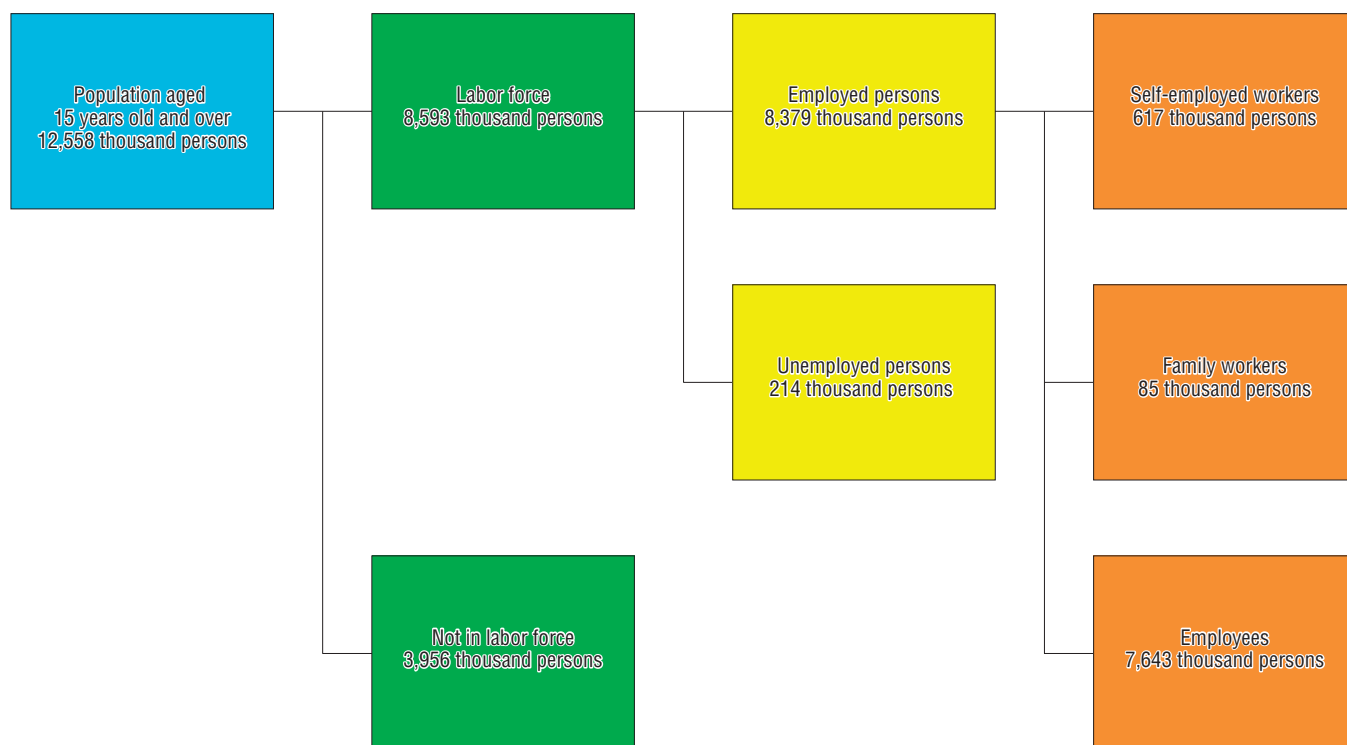 Population aged
15 years old and over
12,558 thousand persons
Labor force
8,593 thousand persons
Employed persons
8,379 thousand persons
Self-employed workers
617 thousand persons
Unemployed persons
214 thousand persons
Family workers
85 thousand persons
Not in labor force
3,956 thousand persons
Employees
7,643 thousand persons